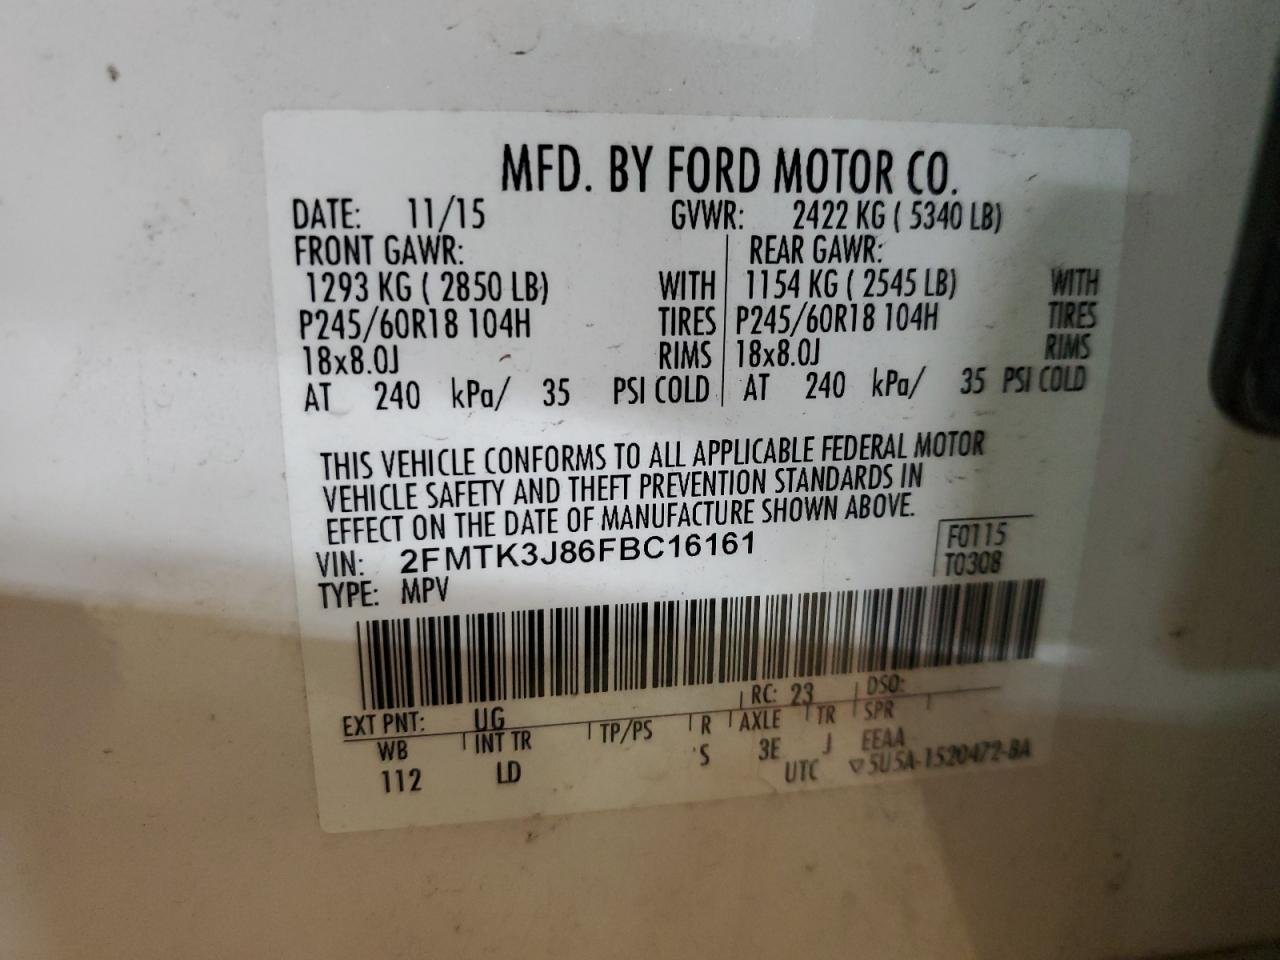 MFD. BY FORD MOTOR CO.
DATE: 11/15 GVWR: 2422 KG ( 5340 LB)
FRONT GAWR: REAR GAWR:
1293 KG ( 2850 LB) WITH 1154 KG ( 2545 LB) WITH
P245/60R18 104H TIRES P245/60R18 104H TIRES
18x8.0J RIMS 18x8.0J RIMS
AT 240 kPa/ 35 PSI COLD AT 240 kPa/ 35 PSI COLD
THIS VEHICLE CONFORMS TO ALL APPLICABLE FEDERAL MOTOR
VEHICLE SAFETY AND THEFT PREVENTION STANDARDS IN
EFFECT ON THE DATE OF MANUFACTURE SHOWN ABOVE.
VIN: 2FMTK3J86FBC16161 F0115
TYPE: MPV T0308
EXT PNT: UG RC: 23 DSO:
WB INT TR TP/PS R AXLE TR SPR
112 LD S 3E J EEAA
UTC ▽5U5A-1520472-BA